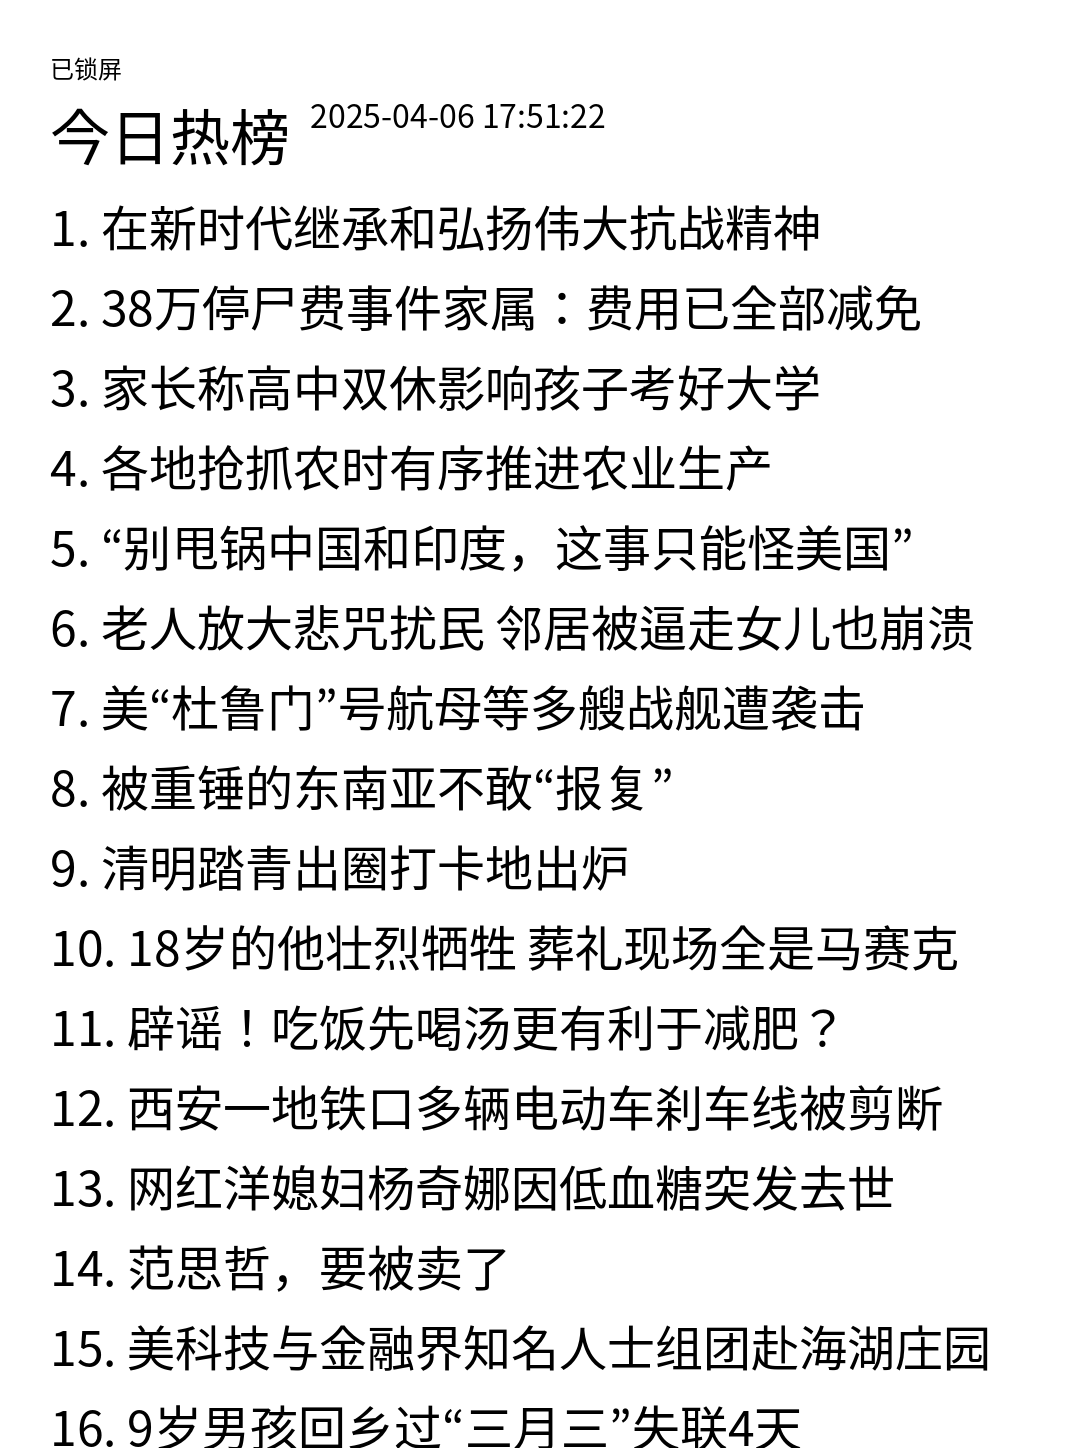 已锁屏
今日热榜 2025-04-06 17:51:22
1. 在新时代继承和弘扬伟大抗战精神
2. 38万停尸费事件家属：费用已全部减免
3. 家长称高中双休影响孩子考好大学
4. 各地抢抓农时有序推进农业生产
5. “别甩锅中国和印度，这事只能怪美国”
6. 老人放大悲咒扰民 邻居被逼走女儿也崩溃
7. 美“杜鲁门”号航母等多艘战舰遭袭击
8. 被重锤的东南亚不敢“报复”
9. 清明踏青出圈打卡地出炉
10. 18岁的他壮烈牺牲 葬礼现场全是马赛克
11. 辟谣！吃饭先喝汤更有利于减肥？
12. 西安一地铁口多辆电动车刹车线被剪断
13. 网红洋媳妇杨奇娜因低血糖突发去世
14. 范思哲，要被卖了
15. 美科技与金融界知名人士组团赴海湖庄园
16. 9岁男孩回乡过“三月三”失联4天